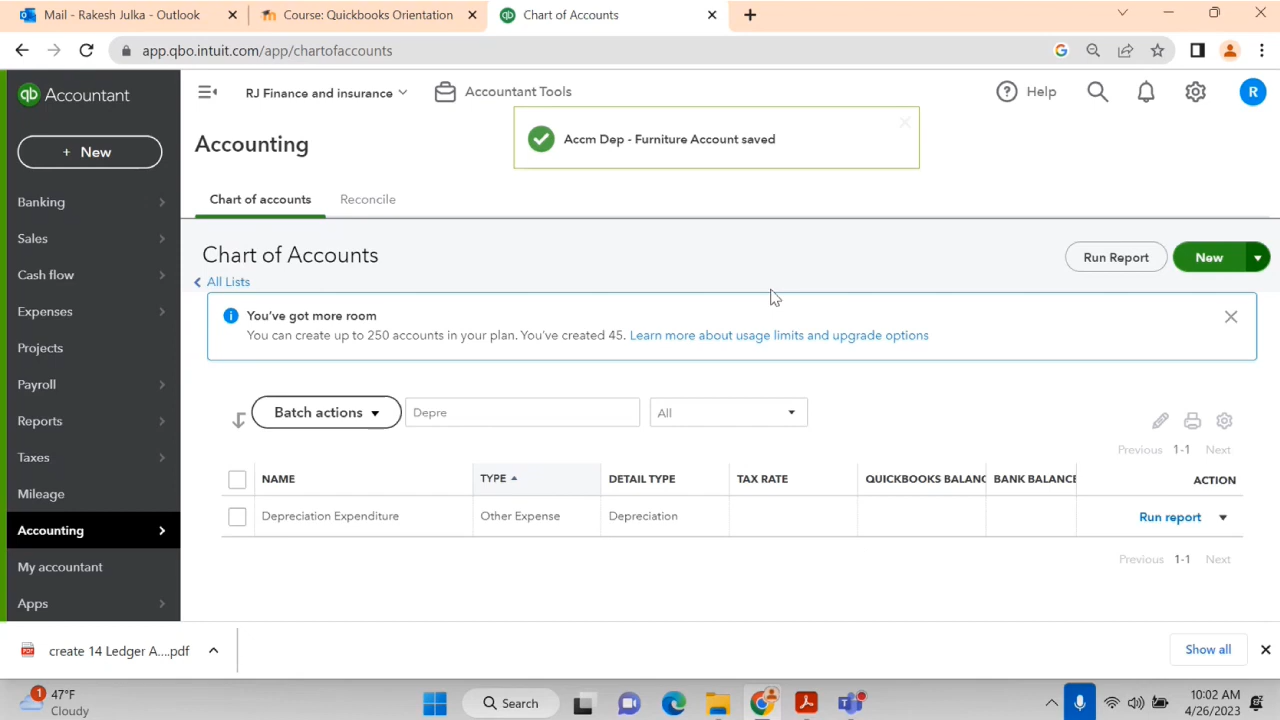 Mail - Rakesh Julka - Outlook
Course: Quickbooks Orientation
qb Chart of Accounts
app.qbo.intuit.com/app/chartofaccounts
qb Accountant
RJ Finance and insurance
Accountant Tools
Help
R
Accm Dep - Furniture Account saved
+ New
Accounting
Banking
Sales
Cash flow
Expenses
Projects
Payroll
Reports
Taxes
Mileage
Accounting
My accountant
Apps
Chart of accounts
Reconcile
Chart of Accounts
All Lists
Run Report
New
You've got more room
You can create up to 250 accounts in your plan. You've created 45. Learn more about usage limits and upgrade options
Batch actions
Depre
All
Previous 1-1 Next
NAME TYPE DETAIL TYPE TAX RATE QUICKBOOKS BALANC BANK BALANCE ACTION
Depreciation Expenditure Other Expense Depreciation Run report
Previous 1-1 Next
create 14 Ledger A....pdf
Show all
1
47°F
Cloudy
Search
10:02 AM
4/26/2023